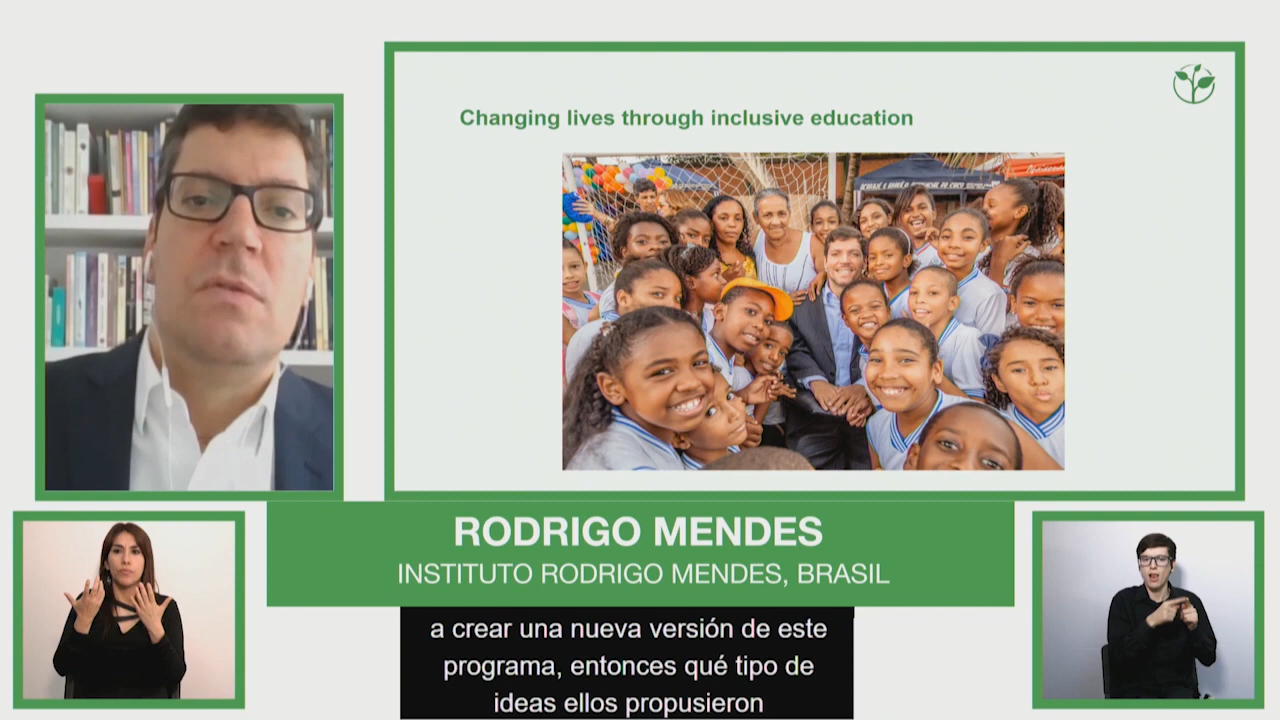 Changing lives through inclusive education
RODRIGO MENDES
INSTITUTO RODRIGO MENDES, BRASIL
a crear una nueva versión de este
programa, entonces qué tipo de
ideas ellos propusieron